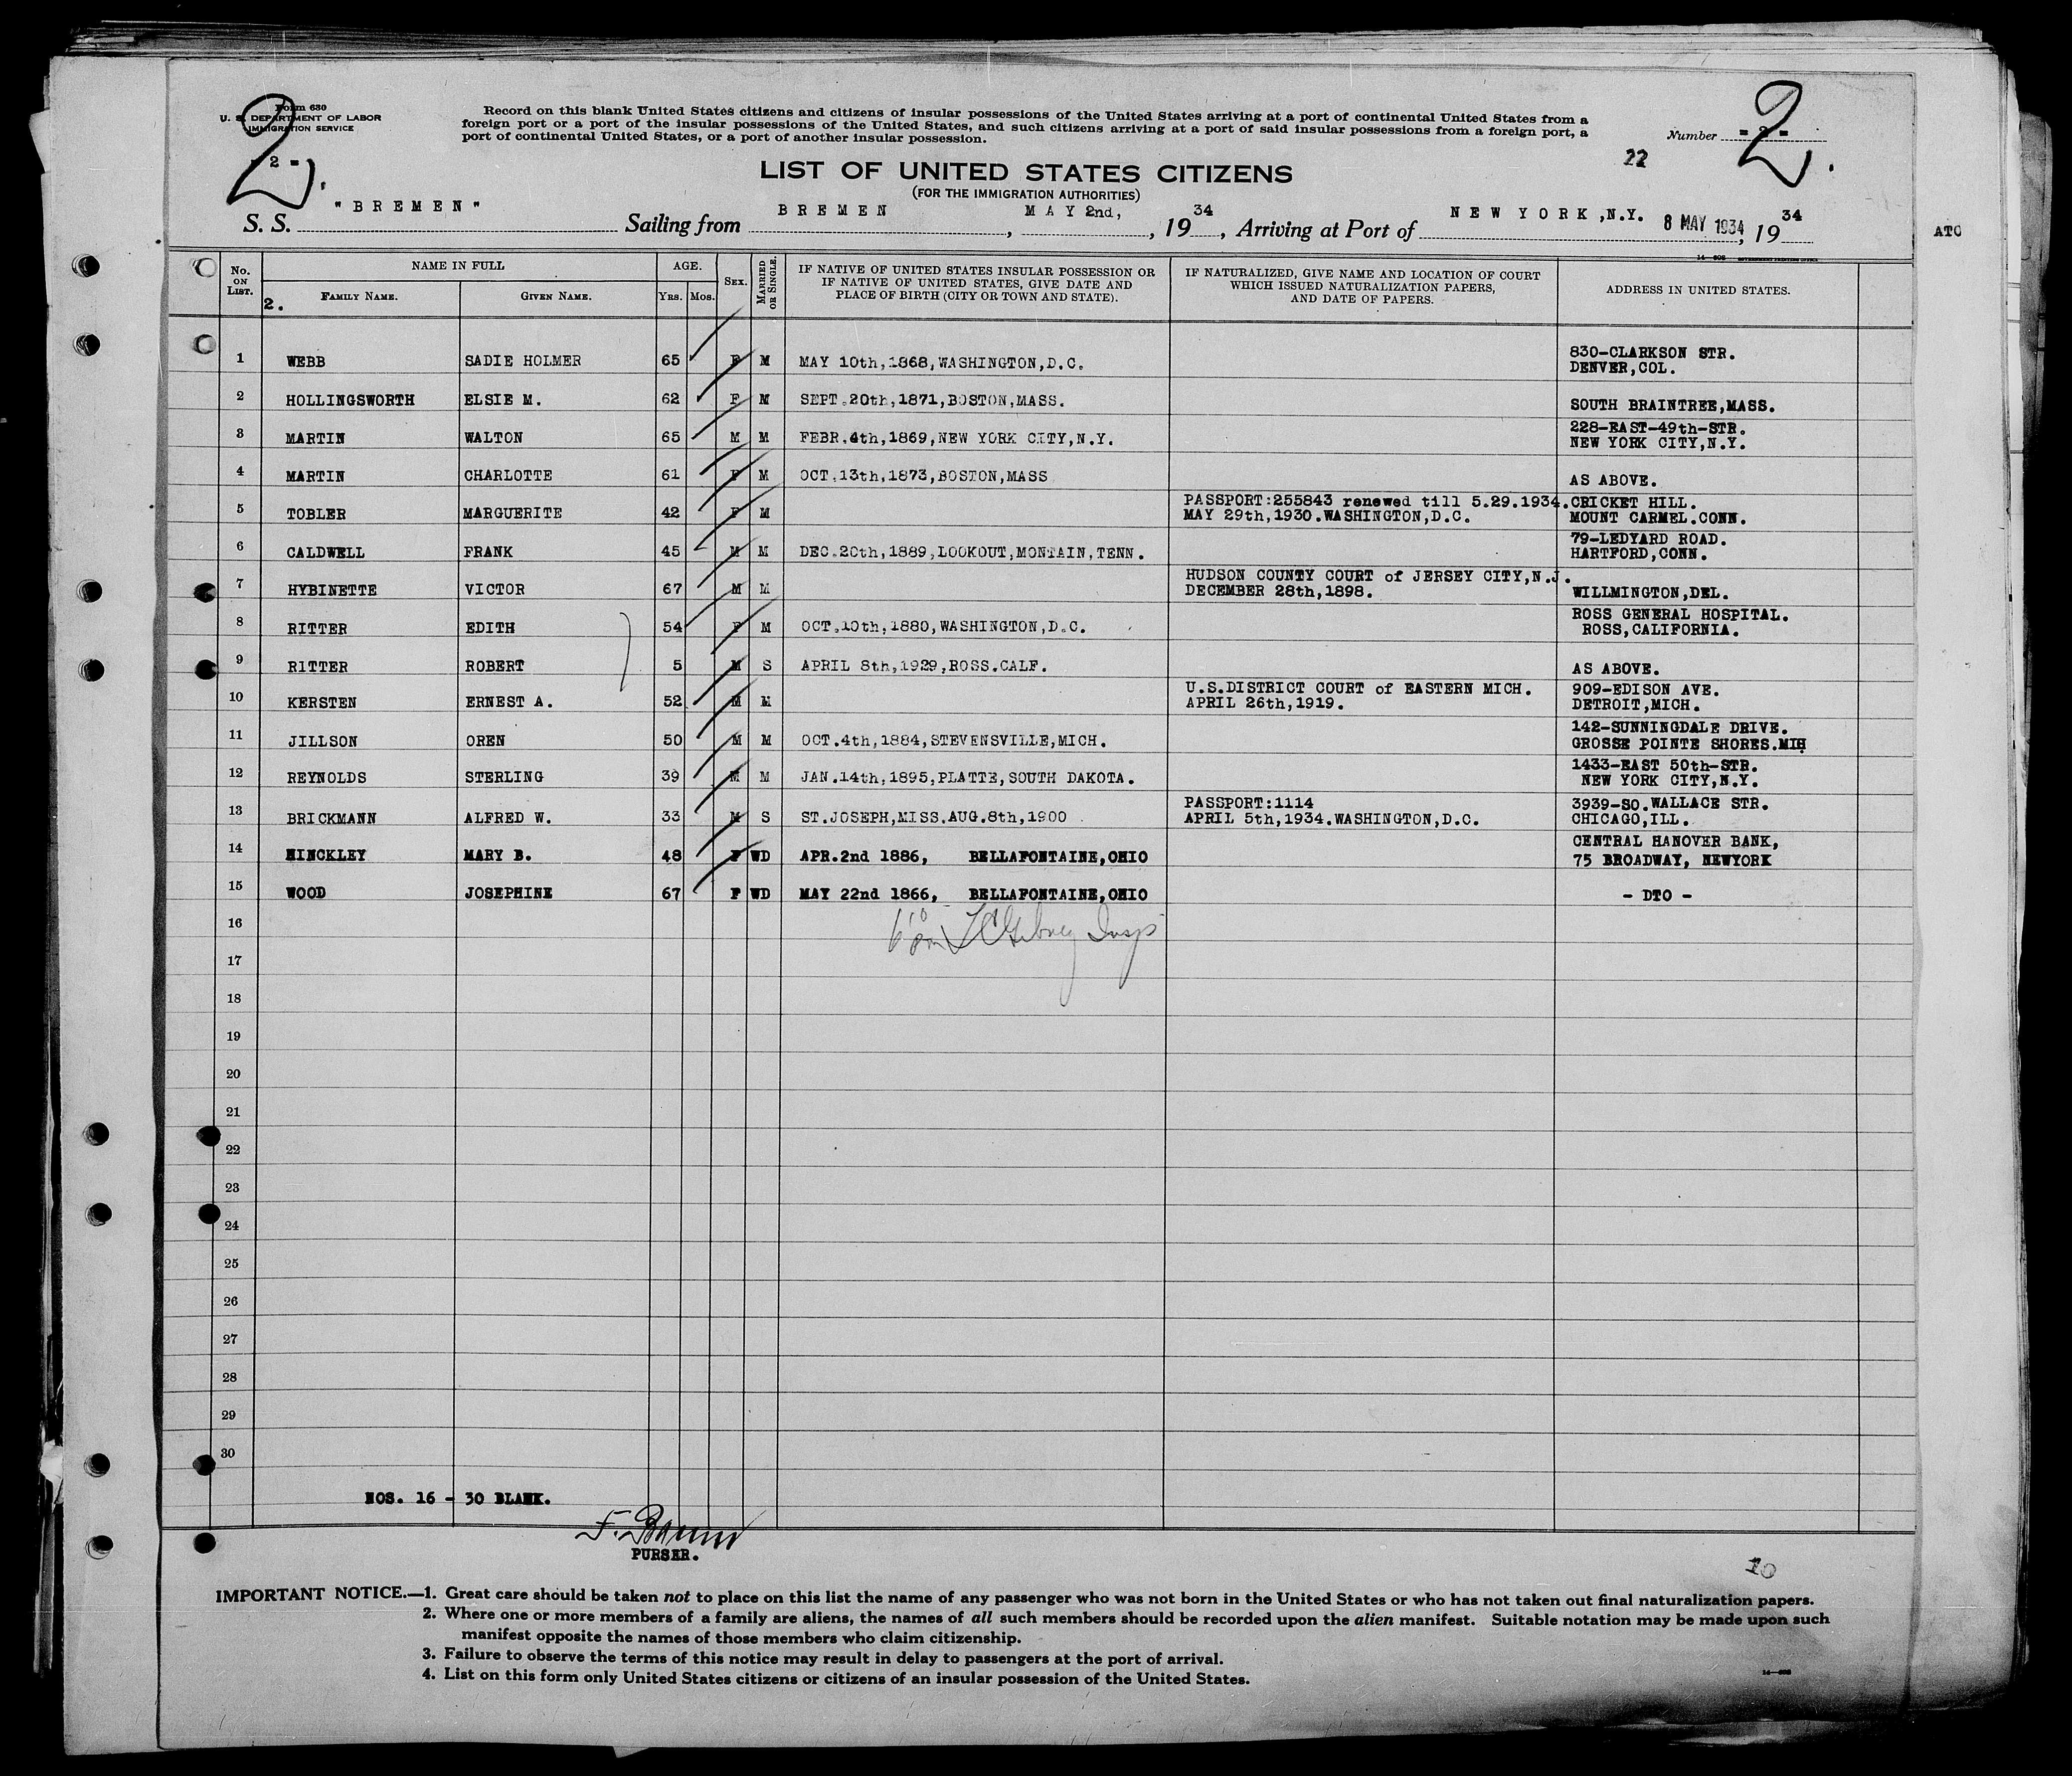 Form 630
U. S. DEPARTMENT OF LABOR
IMMIGRATION SERVICE
- 2 -
2.
Record on this blank United States citizens and citizens of insular possessions of the United States arriving at a port of continental United States from a
foreign port or a port of the insular possessions of the United States, and such citizens arriving at a port of said insular possessions from a foreign port, a
port of continental United States, or a port of another insular possession.
Number - 2 -
2.
22
LIST OF UNITED STATES CITIZENS
(FOR THE IMMIGRATION AUTHORITIES)
S. S. "BREMEN" Sailing from BREMEN, MAY 2nd, 1934, Arriving at Port of NEW YORK, N.Y. 8 MAY 1934, 1934
ATO
No. ON LIST. NAME IN FULL AGE. SEX. MARRIED OR SINGLE. IF NATIVE OF UNITED STATES INSULAR POSSESSION OR IF NATIVE OF UNITED STATES, GIVE DATE AND PLACE OF BIRTH (CITY OR TOWN AND STATE). IF NATURALIZED, GIVE NAME AND LOCATION OF COURT WHICH ISSUED NATURALIZATION PAPERS, AND DATE OF PAPERS. ADDRESS IN UNITED STATES.
2. FAMILY NAME. GIVEN NAME. YRS. MOS.
1 WEBB SADIE HOLMER 65 F M MAY 10th,1868,WASHINGTON,D.C. 830-CLARKSON STR. DENVER,COL.
2 HOLLINGSWORTH ELSIE M. 62 F M SEPT.20th,1871,BOSTON,MASS. SOUTH BRAINTREE,MASS.
3 MARTIN WALTON 65 M M FEBR.4th,1869,NEW YORK CITY,N.Y. 228-EAST-49th-STR. NEW YORK CITY,N.Y.
4 MARTIN CHARLOTTE 61 F M OCT.13th,1873,BOSTON,MASS AS ABOVE.
5 TOBLER MARGUERITE 42 F M PASSPORT:255843 renewed till 5.29.1934. MAY 29th,1930.WASHINGTON,D.C. CRICKET HILL. MOUNT CARMEL.CONN.
6 CALDWELL FRANK 45 M M DEC.20th,1889,LOOKOUT,MONTAIN,TENN. 79-LEDYARD ROAD. HARTFORD,CONN.
7 HYBINETTE VICTOR 67 M M HUDSON COUNTY COURT of JERSEY CITY,N.J. DECEMBER 28th,1898. WILLMINGTON,DEL.
8 RITTER EDITH 54 F M OCT.10th,1880,WASHINGTON,D.C. ROSS GENERAL HOSPITAL. ROSS,CALIFORNIA.
9 RITTER ROBERT 5 M S APRIL 8th,1929,ROSS.CALF. AS ABOVE.
10 KERSTEN ERNEST A. 52 M M U.S.DISTRICT COURT of EASTERN MICH. APRIL 26th,1919. 909-EDISON AVE. DETROIT,MICH.
11 JILLSON OREN 50 M M OCT.4th,1884,STEVENSVILLE,MICH. 142-SUNNINGDALE DRIVE. GROSSE POINTE SHORES.MIH
12 REYNOLDS STERLING 39 M M JAN.14th,1895,PLATTE,SOUTH DAKOTA. 1433-EAST 50th-STR. NEW YORK CITY,N.Y.
13 BRICKMANN ALFRED W. 33 M S ST.JOSEPH,MISS.AUG.8th,1900 PASSPORT:1114 APRIL 5th,1934.WASHINGTON,D.C. 3939-SO.WALLACE STR. CHICAGO,ILL.
14 HINCKLEY MARY B. 48 F WD APR.2nd 1886, BELLAFONTAINE,OHIO CENTRAL HANOVER BANK, 75 BROADWAY, NEWYORK
15 WOOD JOSEPHINE 67 F WD MAY 22nd 1866, BELLAFONTAINE,OHIO - DTO -
16
17
18
19
20
21
22
23
24
25
26
27
28
29
30
NOS. 16 - 30 BLANK.
PURSER.
10
IMPORTANT NOTICE.—1. Great care should be taken not to place on this list the name of any passenger who was not born in the United States or who has not taken out final naturalization papers.
2. Where one or more members of a family are aliens, the names of all such members should be recorded upon the alien manifest. Suitable notation may be made upon such
manifest opposite the names of those members who claim citizenship.
3. Failure to observe the terms of this notice may result in delay to passengers at the port of arrival.
4. List on this form only United States citizens or citizens of an insular possession of the United States.